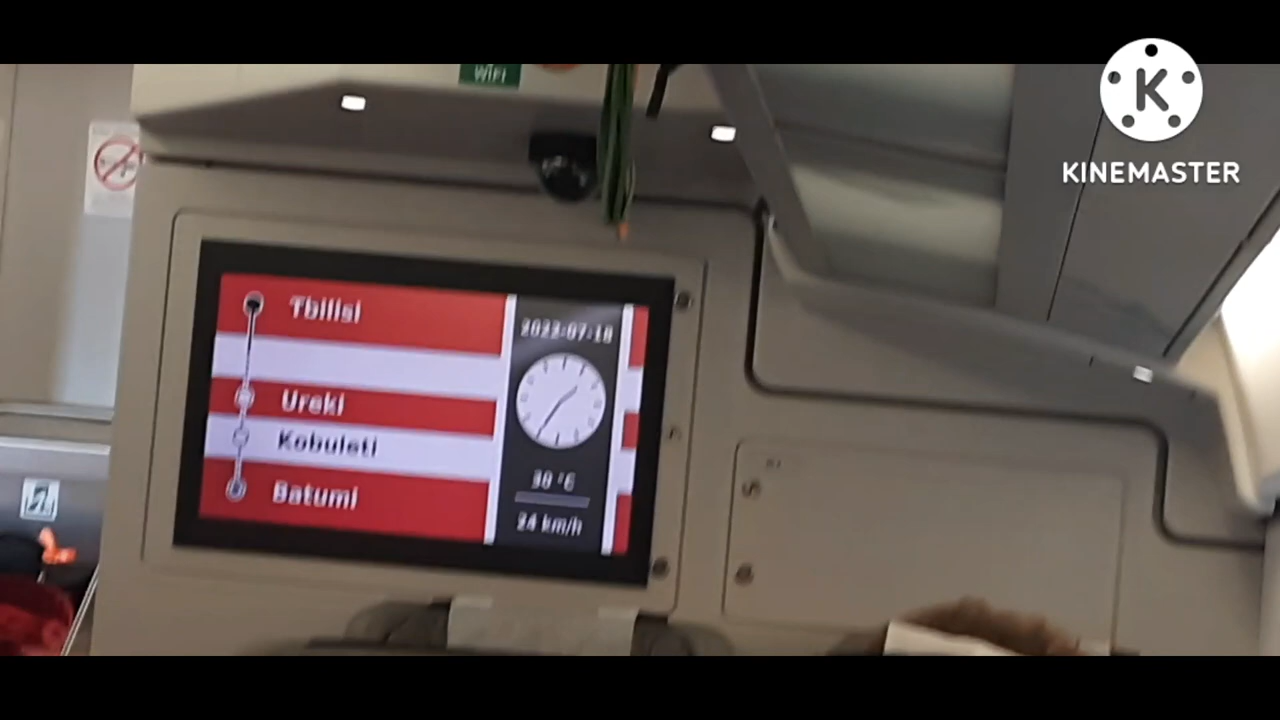 WiFi
K
KINEMASTER
Tbilisi
2022-07-18
Ureki
Kobuleti
30 °C
Batumi
24 km/h